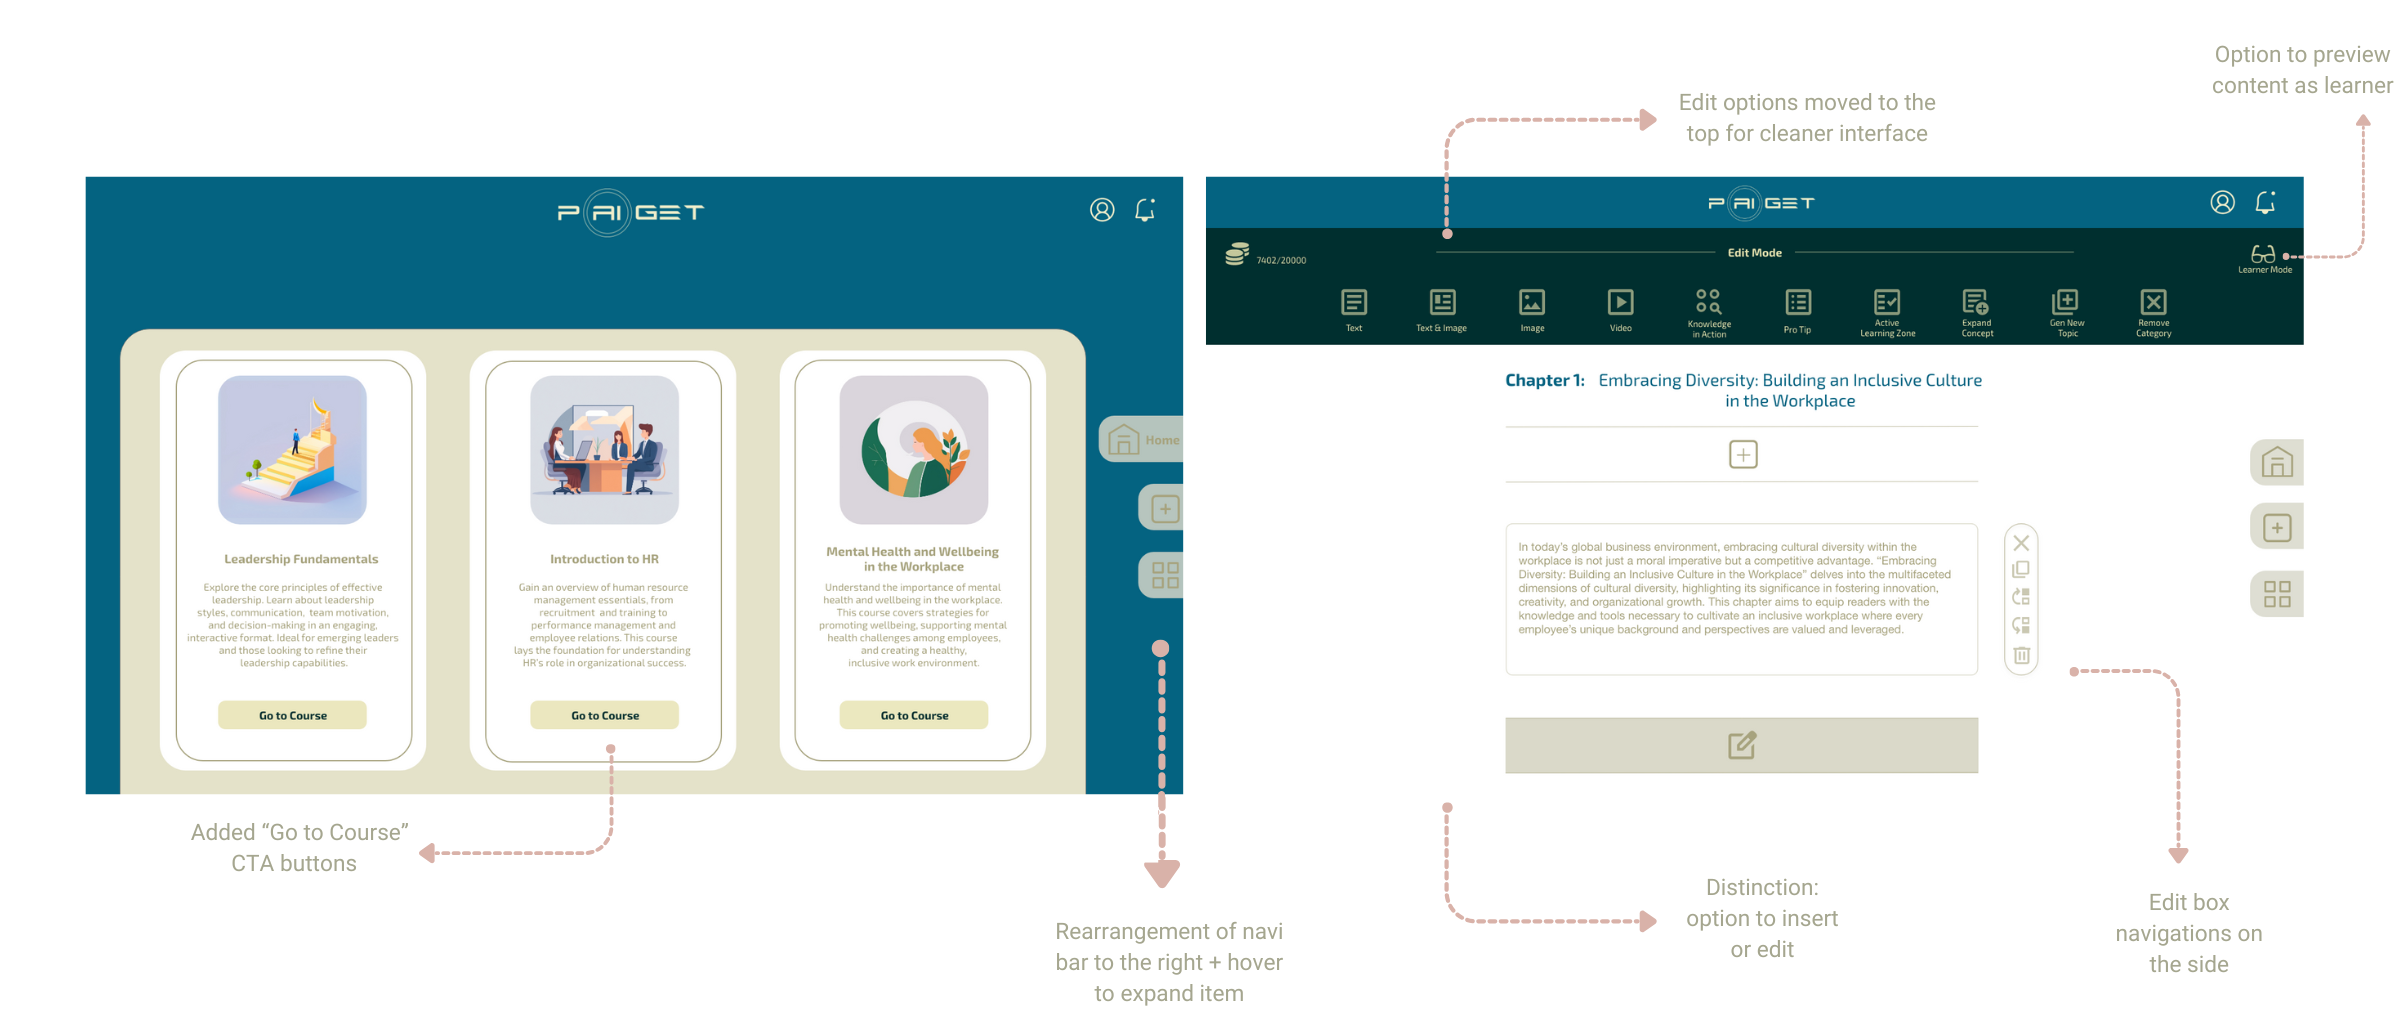 Option to preview
content as learner
Edit options moved to the
top for cleaner interface
P AI GET
Home
Leadership Fundamentals
Explore the core principles of effective
leadership. Learn about leadership
styles, communication, team motivation,
and decision-making in an engaging,
interactive format. Ideal for emerging leaders
and those looking to refine their
leadership capabilities.
Go to Course
Introduction to HR
Gain an overview of human resource
management essentials, from
recruitment and training to
performance management and
employee relations. This course
lays the foundation for understanding
HR's role in organizational success.
Go to Course
Mental Health and Wellbeing
in the Workplace
Understand the importance of mental
health and wellbeing in the workplace.
This course covers strategies for
promoting wellbeing, supporting mental
health challenges among employees,
and creating a healthy,
inclusive work environment.
Go to Course
Added “Go to Course”
CTA buttons
Rearrangement of navi
bar to the right + hover
to expand item
P AI GET
7402/20000
Edit Mode
Learner Mode
Text
Text & Image
Image
Video
Knowledge
in Action
Pro Tip
Active
Learning Zone
Expand
Concept
Gen New
Topic
Remove
Category
Chapter 1: Embracing Diversity: Building an Inclusive Culture
in the Workplace
In today's global business environment, embracing cultural diversity within the
workplace is not just a moral imperative but a competitive advantage. “Embracing
Diversity: Building an Inclusive Culture in the Workplace” delves into the multifaceted
dimensions of cultural diversity, highlighting its significance in fostering innovation,
creativity, and organizational growth. This chapter aims to equip readers with the
knowledge and tools necessary to cultivate an inclusive workplace where every
employee's unique background and perspectives are valued and leveraged.
Distinction:
option to insert
or edit
Edit box
navigations on
the side